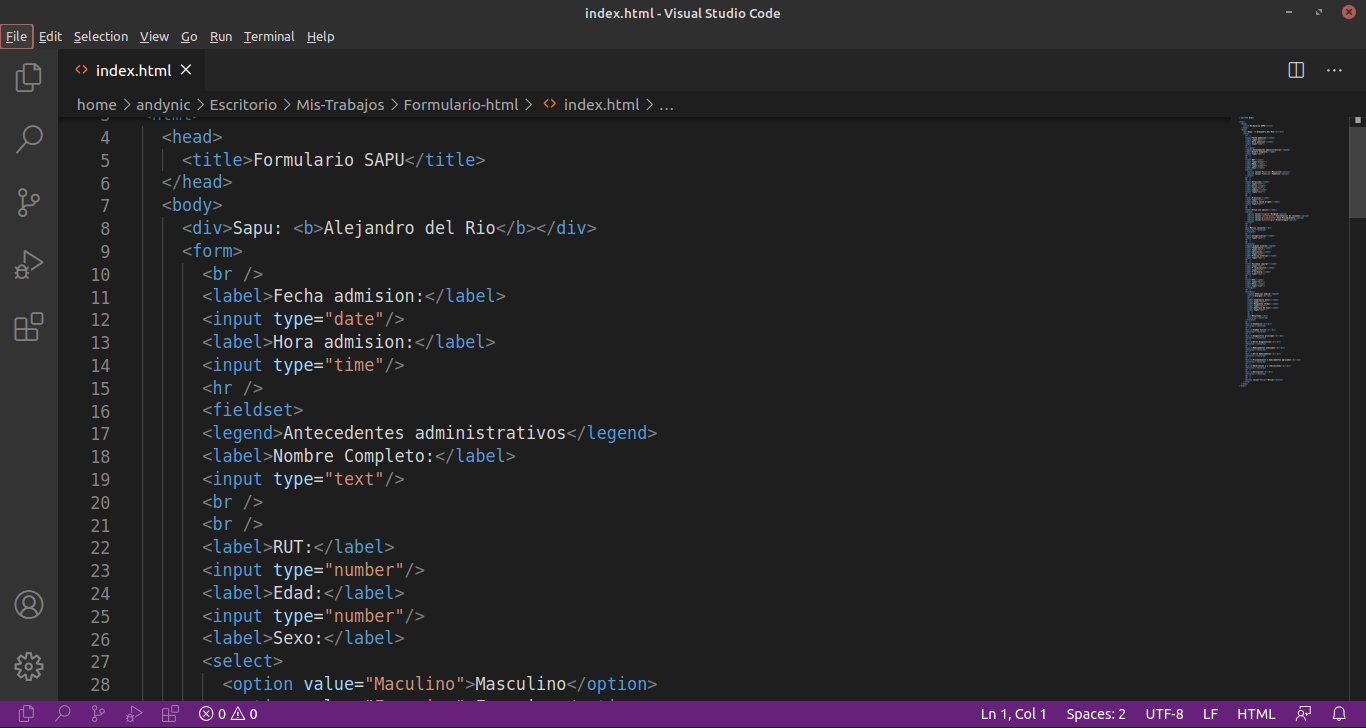 index.html - Visual Studio Code
File Edit Selection View Go Run Terminal Help
index.html
home > andynic > Escritorio > Mis-Trabajos > Formulario-html > <> index.html > ...
3 <html>
4 <head>
5 <title>Formulario SAPU</title>
6 </head>
7 <body>
8 <div>Sapu: <b>Alejandro del Rio</b></div>
9 <form>
10 <br />
11 <label>Fecha admision:</label>
12 <input type="date"/>
13 <label>Hora admision:</label>
14 <input type="time"/>
15 <hr />
16 <fieldset>
17 <legend>Antecedentes administrativos</legend>
18 <label>Nombre Completo:</label>
19 <input type="text"/>
20 <br />
21 <br />
22 <label>RUT:</label>
23 <input type="number"/>
24 <label>Edad:</label>
25 <input type="number"/>
26 <label>Sexo:</label>
27 <select>
28 <option value="Maculino">Masculino</option>
0 0 Ln 1, Col 1 Spaces: 2 UTF-8 LF HTML